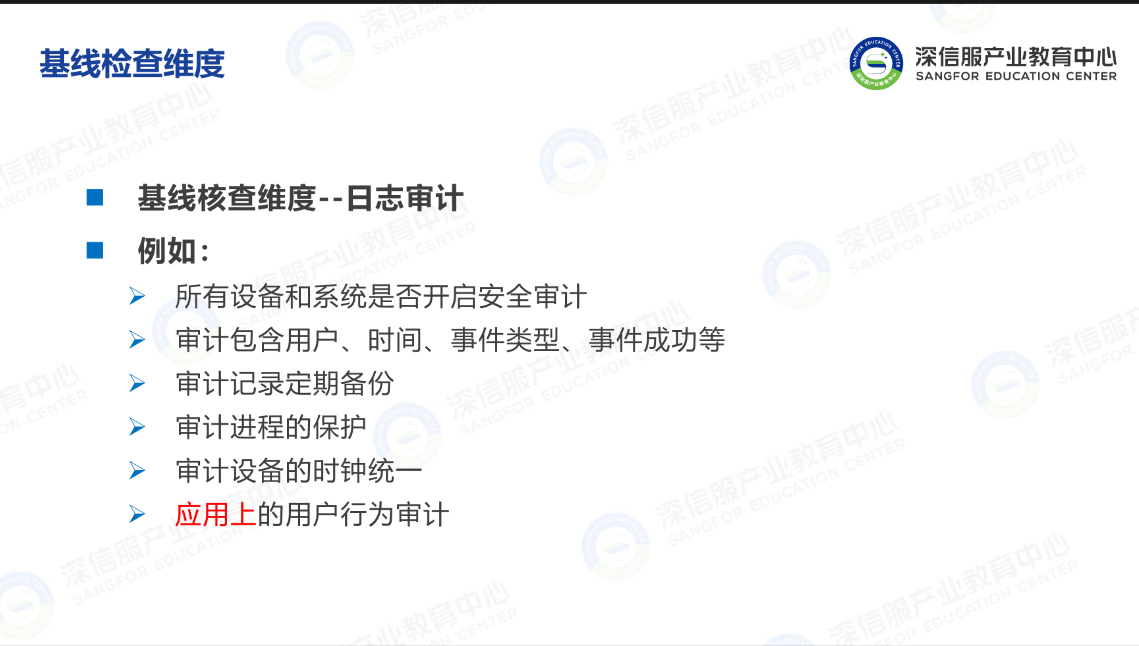 基线检查维度
深信服产业教育中心
SANGFOR EDUCATION CENTER
基线核查维度--日志审计
例如：
所有设备和系统是否开启安全审计
审计包含用户、时间、事件类型、事件成功等
审计记录定期备份
审计进程的保护
审计设备的时钟统一
应用上的用户行为审计